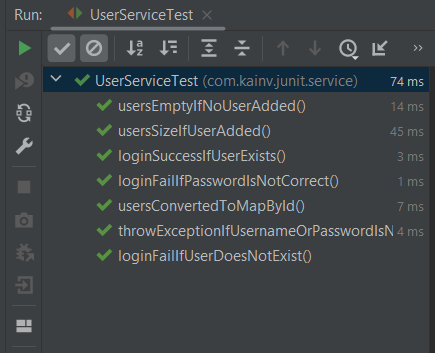 Run: UserServiceTest
UserServiceTest (com.kainv.junit.service) 74 ms
usersEmptyIfNoUserAdded() 14 ms
usersSizeIfUserAdded() 45 ms
loginSuccessIfUserExists() 3 ms
loginFailIfPasswordIsNotCorrect() 1 ms
usersConvertedToMapById() 7 ms
throwExceptionIfUsernameOrPasswordIsN 4 ms
loginFailIfUserDoesNotExist()